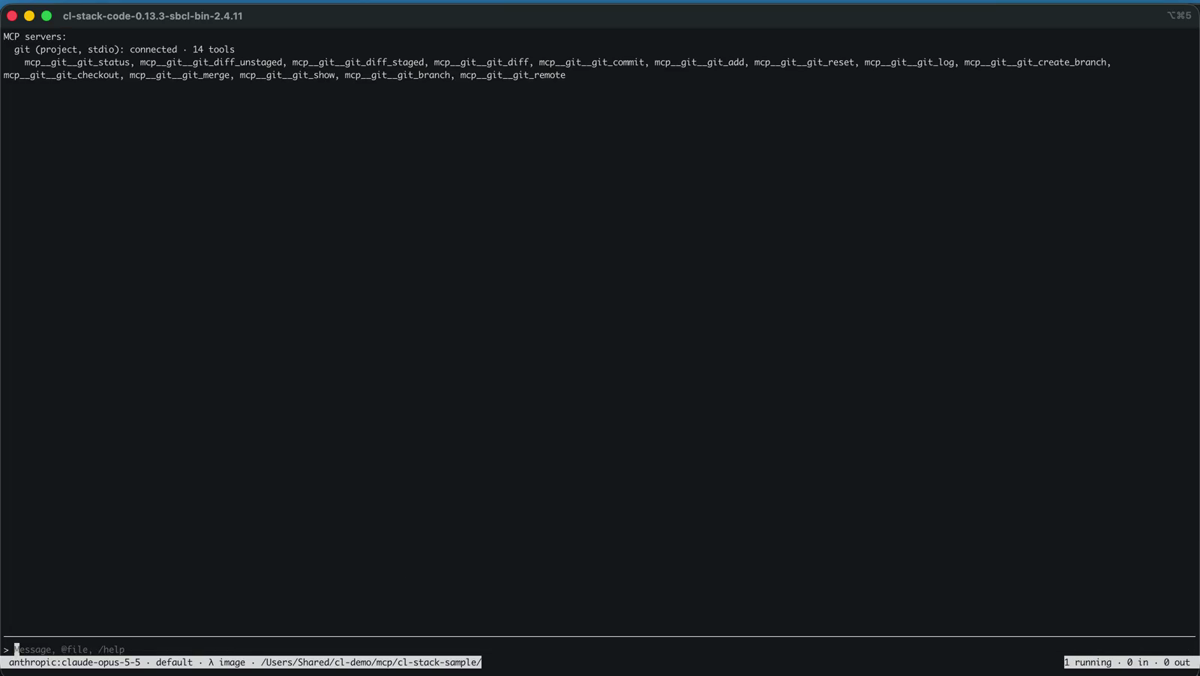 cl-stack-code-0.13.3-sbcl-bin-2.4.11
⌥⌘5
MCP servers:
  git (project, stdio): connected · 14 tools
    mcp__git__git_status, mcp__git__git_diff_unstaged, mcp__git__git_diff_staged, mcp__git__git_diff, mcp__git__git_commit, mcp__git__git_add, mcp__git__git_reset, mcp__git__git_log, mcp__git__git_create_branch,
mcp__git__git_checkout, mcp__git__git_merge, mcp__git__git_show, mcp__git__git_branch, mcp__git__git_remote
> Message, @file, /help
anthropic:claude-opus-5-5 · default · λ image · /Users/Shared/cl-demo/mcp/cl-stack-sample/
1 running · 0 in · 0 out